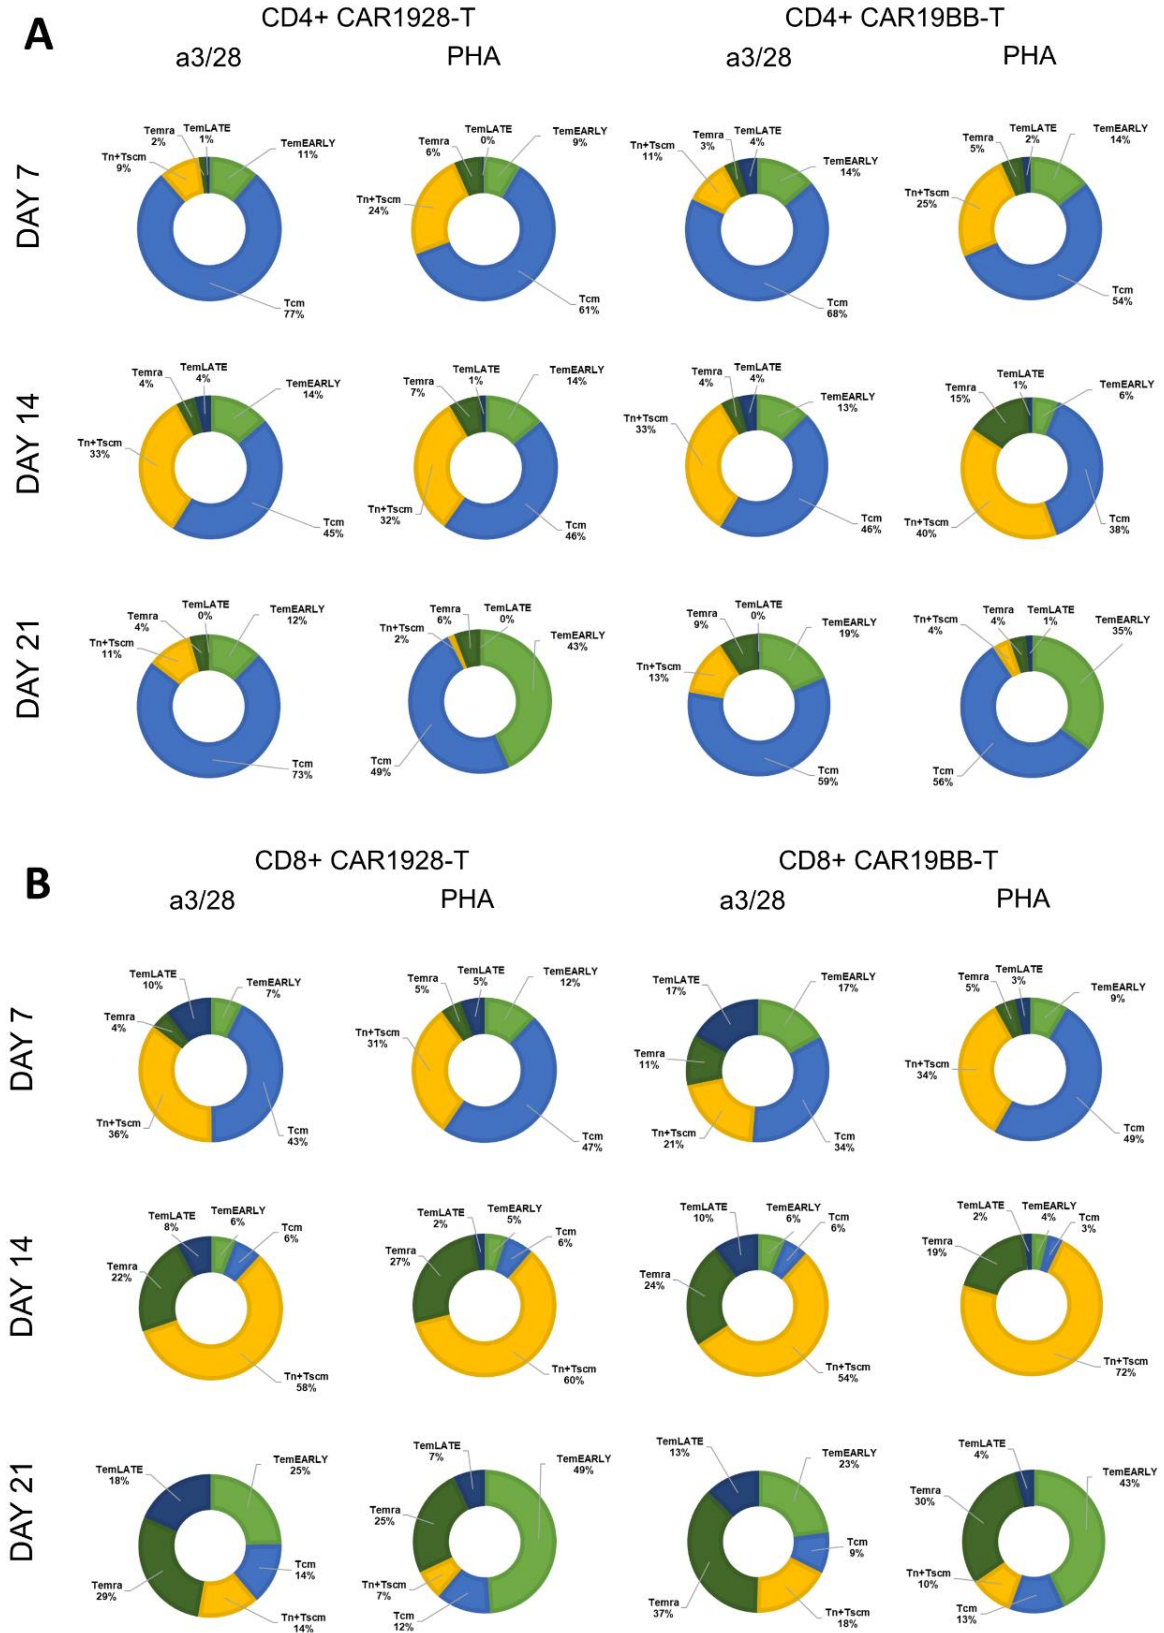 A
CD4+ CAR1928-T
CD4+ CAR19BB-T
a3/28
PHA
a3/28
PHA
DAY 7
Temra
2%
TemLATE
1%
TemEARLY
11%
Tn+Tscm
9%
Tcm
77%
Temra
6%
TemLATE
0%
TemEARLY
9%
Tn+Tscm
24%
Tcm
61%
Temra
3%
TemLATE
4%
TemEARLY
14%
Tn+Tscm
11%
Tcm
68%
Temra
5%
TemLATE
2%
TemEARLY
14%
Tn+Tscm
25%
Tcm
54%
DAY 14
Temra
4%
TemLATE
4%
TemEARLY
14%
Tn+Tscm
33%
Tcm
45%
Temra
7%
TemLATE
1%
TemEARLY
14%
Tn+Tscm
32%
Tcm
46%
Temra
4%
TemLATE
4%
TemEARLY
13%
Tn+Tscm
33%
Tcm
46%
Temra
15%
TemLATE
1%
TemEARLY
6%
Tn+Tscm
40%
Tcm
38%
DAY 21
Temra
4%
TemLATE
0%
TemEARLY
12%
Tn+Tscm
11%
Tcm
73%
Temra
6%
TemLATE
0%
TemEARLY
43%
Tn+Tscm
2%
Tcm
49%
Temra
9%
TemLATE
0%
TemEARLY
19%
Tn+Tscm
13%
Tcm
59%
Temra
4%
TemLATE
1%
TemEARLY
35%
Tn+Tscm
4%
Tcm
56%
B
CD8+ CAR1928-T
CD8+ CAR19BB-T
a3/28
PHA
a3/28
PHA
DAY 7
TemLATE
10%
TemEARLY
7%
Temra
4%
Tn+Tscm
36%
Tcm
43%
Temra
5%
TemLATE
5%
TemEARLY
12%
Tn+Tscm
31%
Tcm
47%
TemLATE
17%
TemEARLY
17%
Temra
11%
Tn+Tscm
21%
Tcm
34%
Temra
5%
TemLATE
3%
TemEARLY
9%
Tn+Tscm
34%
Tcm
49%
DAY 14
TemLATE
8%
TemEARLY
6%
Tcm
6%
Temra
22%
Tn+Tscm
58%
TemLATE
2%
TemEARLY
5%
Tcm
6%
Temra
27%
Tn+Tscm
60%
TemLATE
10%
TemEARLY
6%
Tcm
6%
Temra
24%
Tn+Tscm
54%
TemLATE
2%
TemEARLY
4%
Tcm
3%
Temra
19%
Tn+Tscm
72%
DAY 21
TemLATE
18%
TemEARLY
25%
Tcm
14%
Temra
29%
Tn+Tscm
14%
TemLATE
7%
TemEARLY
49%
Temra
25%
Tn+Tscm
7%
Tcm
12%
TemLATE
13%
TemEARLY
23%
Tcm
9%
Temra
37%
Tn+Tscm
18%
TemLATE
4%
TemEARLY
43%
Temra
30%
Tn+Tscm
10%
Tcm
13%